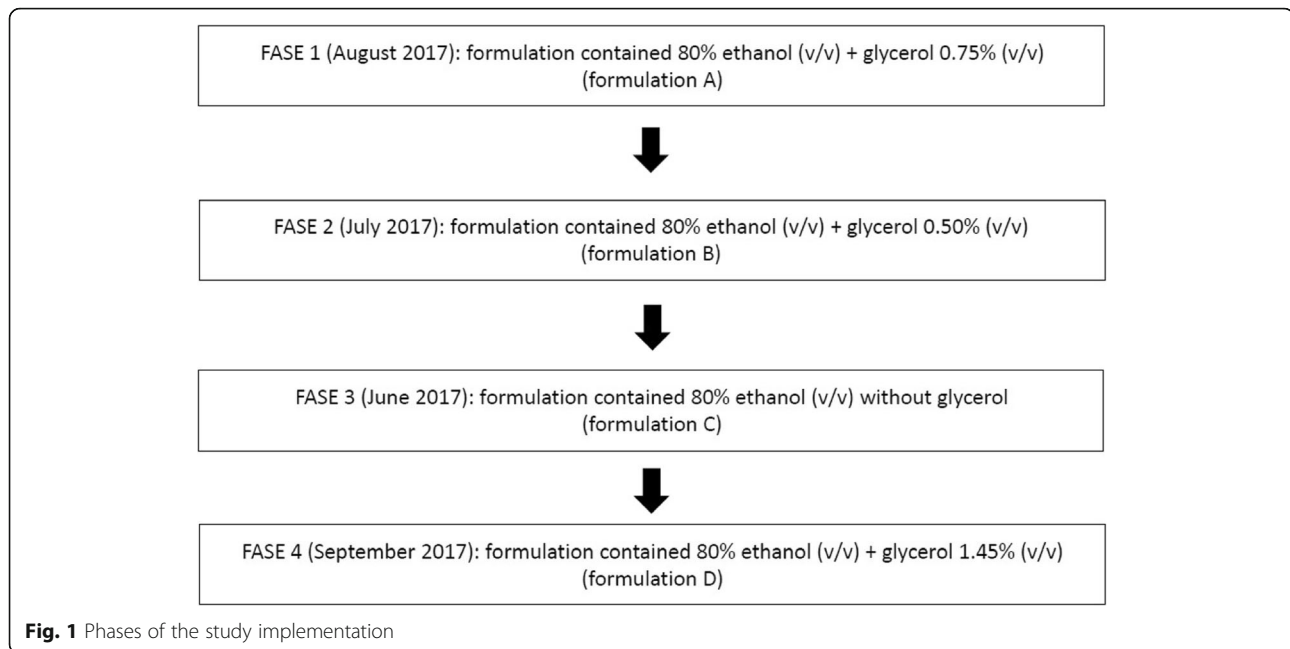 FASE 1 (August 2017): formulation contained 80% ethanol (v/v) + glycerol 0.75% (v/v)
(formulation A)
FASE 2 (July 2017): formulation contained 80% ethanol (v/v) + glycerol 0.50% (v/v)
(formulation B)
FASE 3 (June 2017): formulation contained 80% ethanol (v/v) without glycerol
(formulation C)
FASE 4 (September 2017): formulation contained 80% ethanol (v/v) + glycerol 1.45% (v/v)
(formulation D)
Fig. 1 Phases of the study implementation